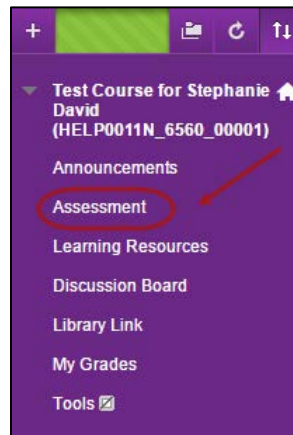 Test Course for Stephanie
David
(HELP0011N_6560_00001)
Announcements
Assessment
Learning Resources
Discussion Board
Library Link
My Grades
Tools